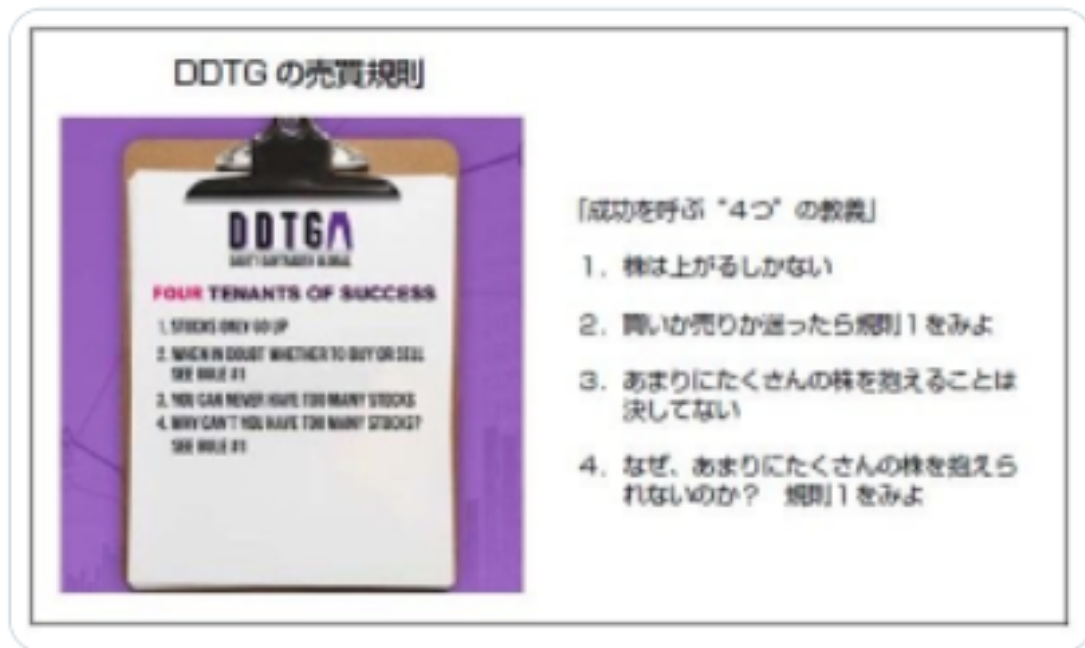 DDTG の売買規則
DDTG
FOUR TENANTS OF SUCCESS
1. STOCKS ONLY GO UP
2. WHEN IN DOUBT WHETHER TO BUY OR SELL
SEE RULE #1
3. YOU CAN NEVER HAVE TOO MANY STOCKS
4. WHY CAN'T YOU HAVE TOO MANY STOCKS?
SEE RULE #1
「成功を呼ぶ“4つ”の教義」
1. 株は上がるしかない
2. 買いか売りか迷ったら規則1をみよ
3. あまりにたくさんの株を抱えることは
決してない
4. なぜ、あまりにたくさんの株を抱えら
れないのか? 規則1をみよ